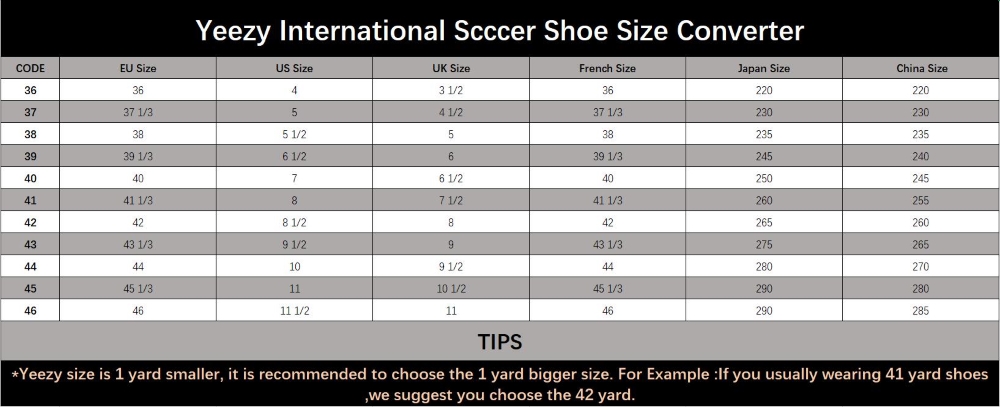 Yeezy International Scccer Shoe Size Converter
CODE EU Size US Size UK Size French Size Japan Size China Size
36 36 4 3 1/2 36 220 220
37 37 1/3 5 4 1/2 37 1/3 230 230
38 38 5 1/2 5 38 235 235
39 39 1/3 6 1/2 6 39 1/3 245 240
40 40 7 6 1/2 40 250 245
41 41 1/3 8 7 1/2 41 1/3 260 255
42 42 8 1/2 8 42 265 260
43 43 1/3 9 1/2 9 43 1/3 275 265
44 44 10 9 1/2 44 280 270
45 45 1/3 11 10 1/2 45 1/3 290 280
46 46 11 1/2 11 46 290 285
TIPS
*Yeezy size is 1 yard smaller, it is recommended to choose the 1 yard bigger size. For Example :If you usually wearing 41 yard shoes
,we suggest you choose the 42 yard.